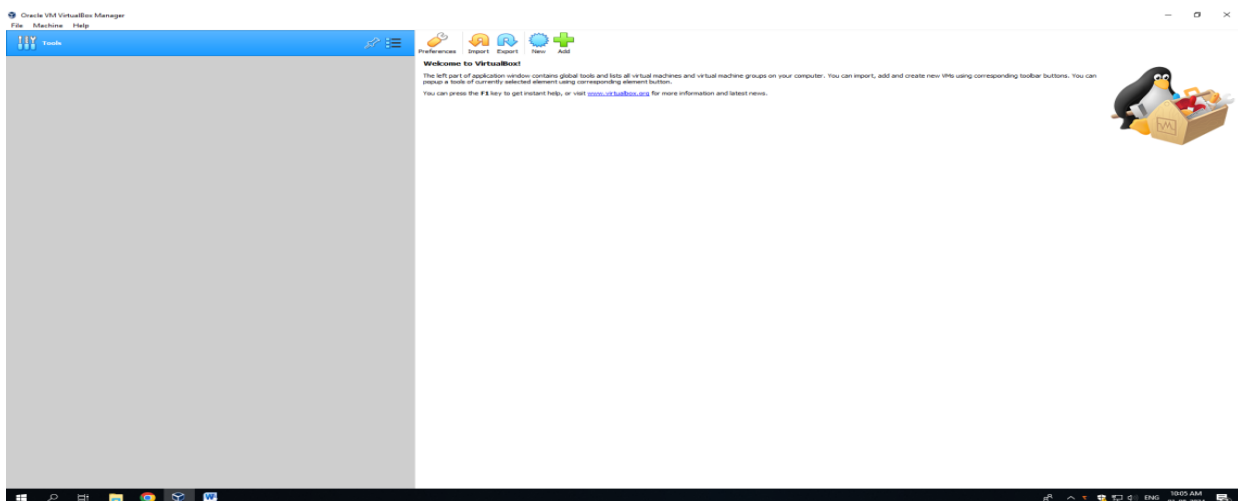 Oracle VM VirtualBox Manager
File Machine Help
Tools
Preferences Import Export New Add
Welcome to VirtualBox!
The left part of application window contains global tools and lists all virtual machines and virtual machine groups on your computer. You can import, add and create new VMs using corresponding toolbar buttons. You can
popup a tools of currently selected element using corresponding element button.
You can press the F1 key to get instant help, or visit www.virtualbox.org for more information and latest news.
ENG 10:05 AM